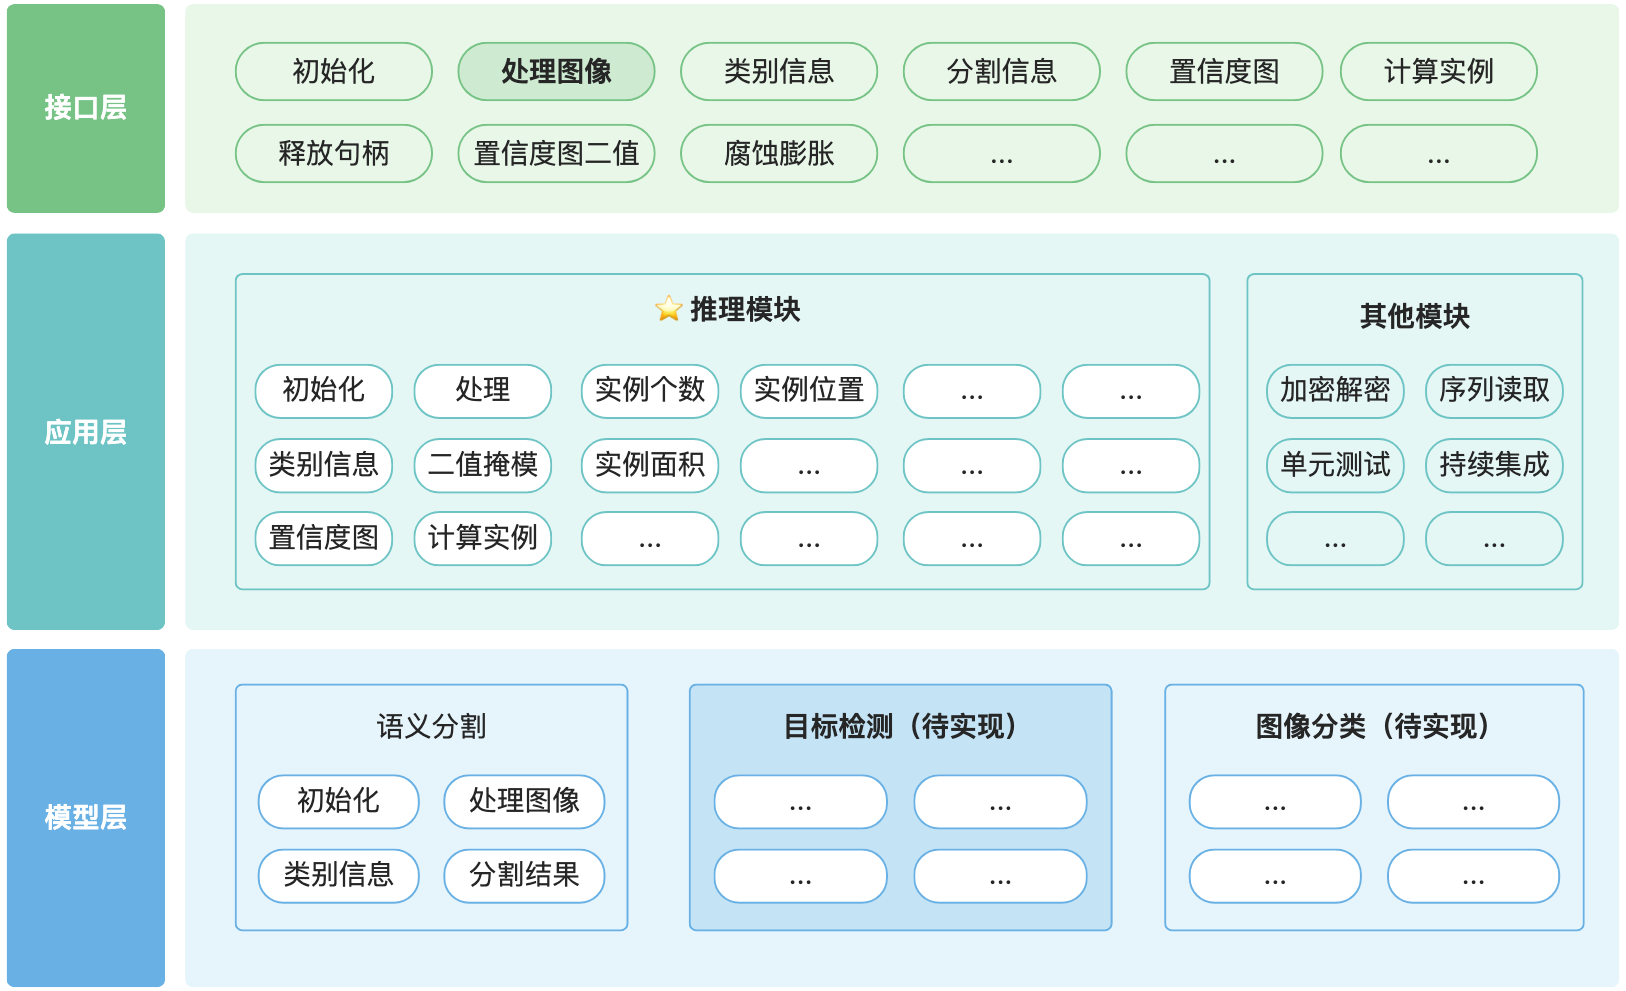 接口层
初始化 处理图像 类别信息 分割信息 置信度图 计算实例
释放句柄 置信度图二值 腐蚀膨胀 ... ... ...
应用层
⭐ 推理模块
初始化 处理 实例个数 实例位置 ... ...
类别信息 二值掩模 实例面积 ... ... ...
置信度图 计算实例 ... ... ... ...
其他模块
加密解密 序列读取
单元测试 持续集成
... ...
模型层
语义分割
初始化 处理图像
类别信息 分割结果
目标检测（待实现）
... ...
... ...
图像分类（待实现）
... ...
... ...